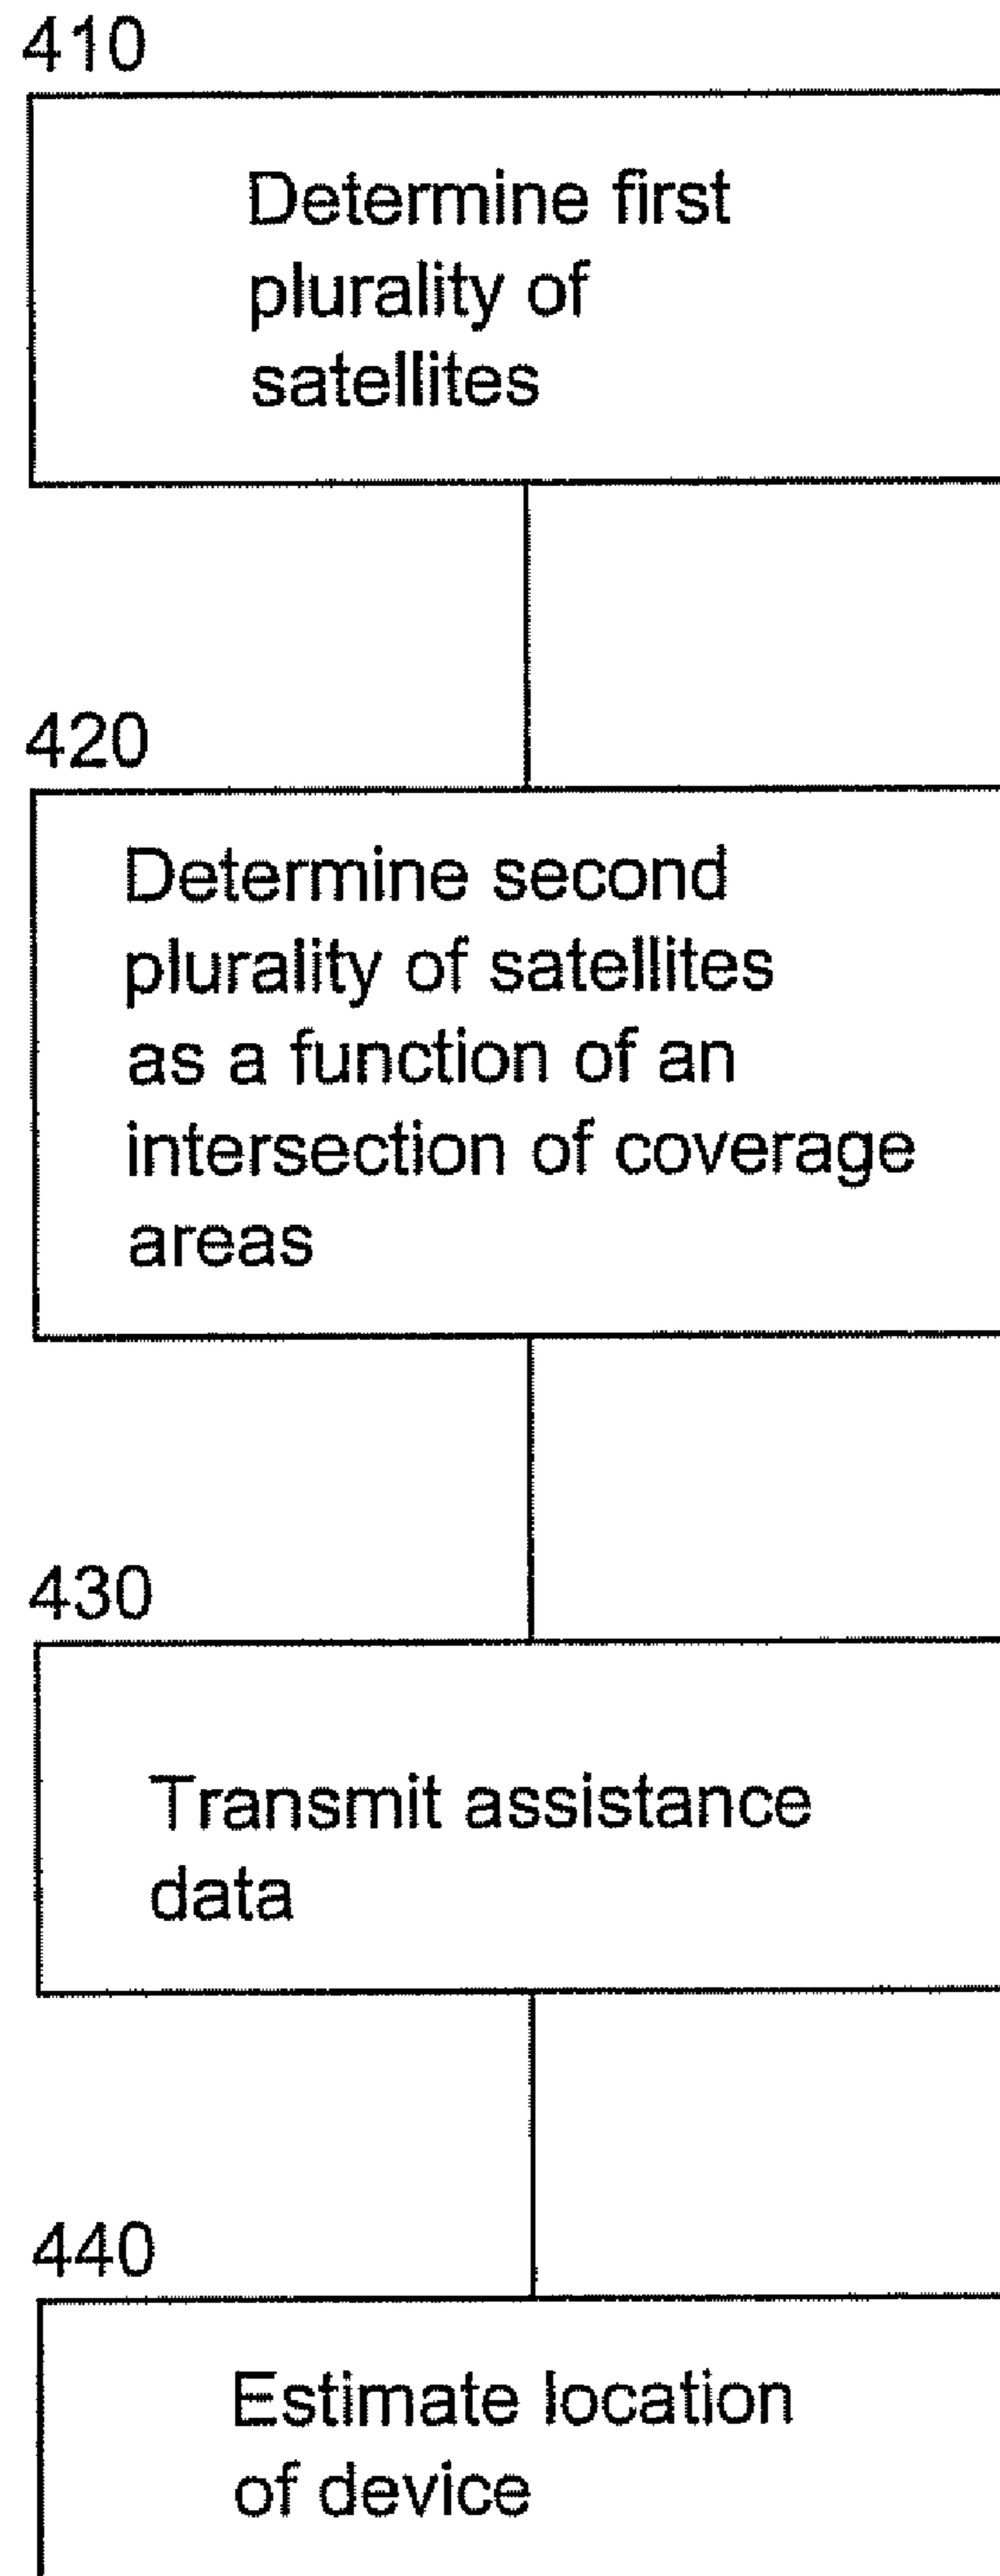 410
Determine first
plurality of
satellites
420
Determine second
plurality of satellites
as a function of an
intersection of coverage
areas
430
Transmit assistance
data
440
Estimate location
of device